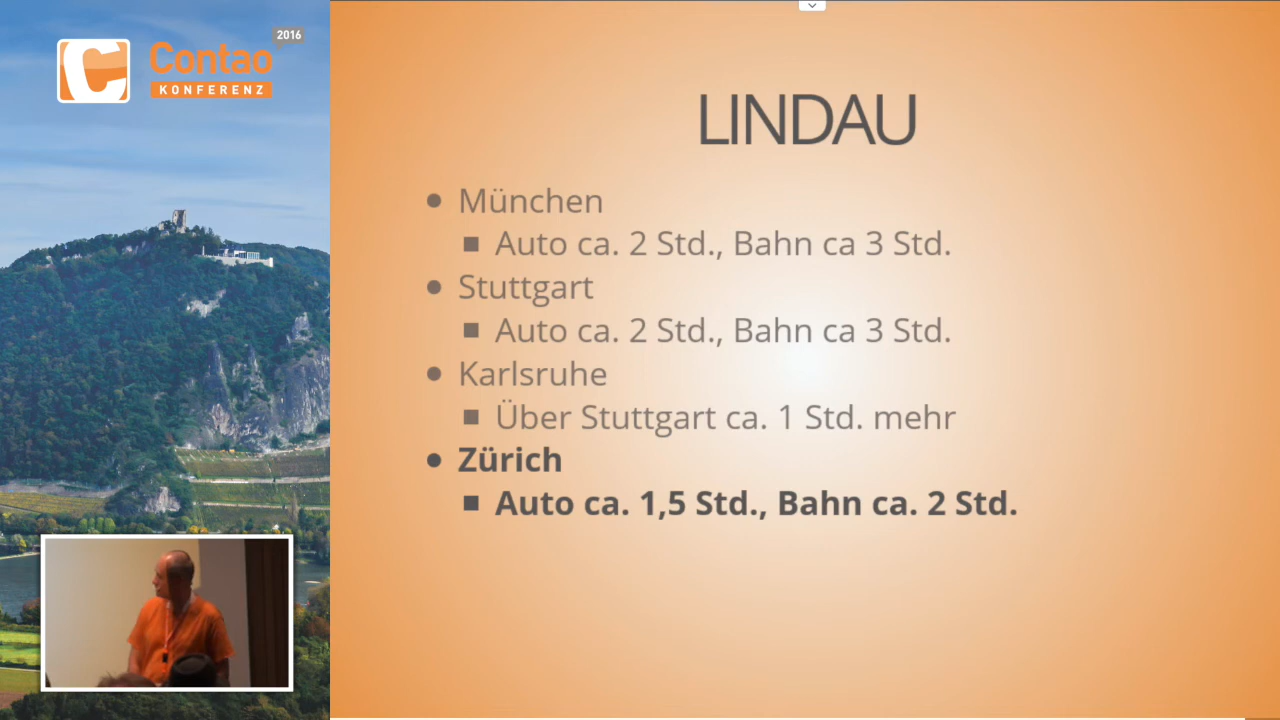 2016
Contao
KONFERENZ
LINDAU
• München
▪ Auto ca. 2 Std., Bahn ca 3 Std.
• Stuttgart
▪ Auto ca. 2 Std., Bahn ca 3 Std.
• Karlsruhe
▪ Über Stuttgart ca. 1 Std. mehr
• Zürich
▪ Auto ca. 1,5 Std., Bahn ca. 2 Std.